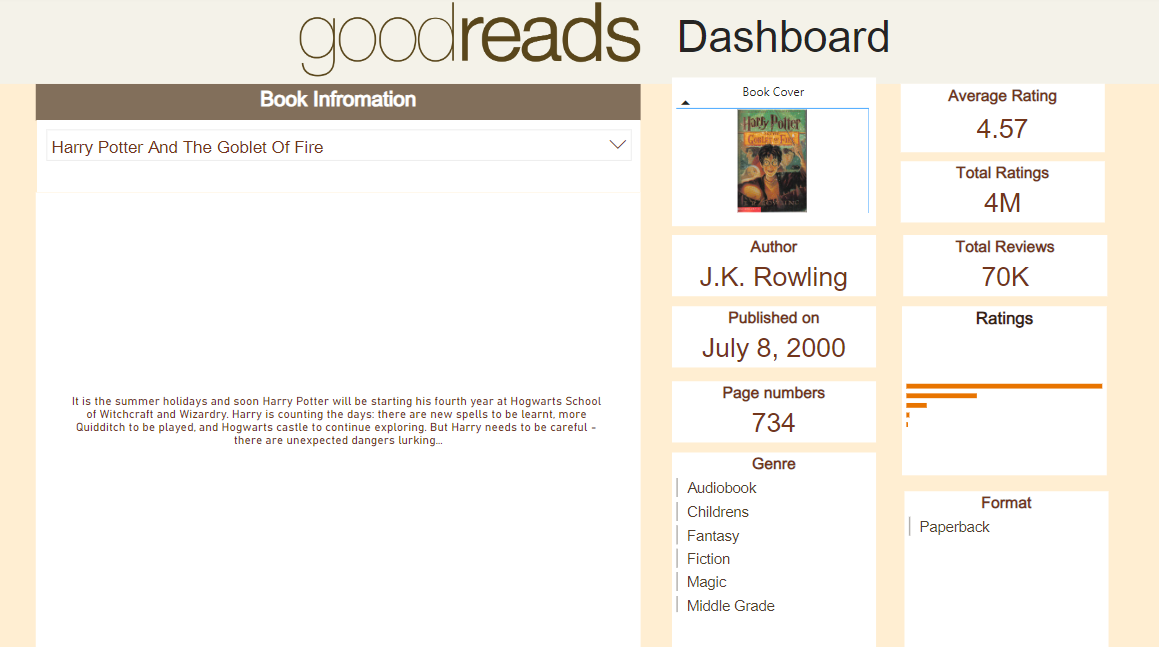 goodreads Dashboard
Book Infromation
Harry Potter And The Goblet Of Fire
It is the summer holidays and soon Harry Potter will be starting his fourth year at Hogwarts School
of Witchcraft and Wizardry. Harry is counting the days: there are new spells to be learnt, more
Quidditch to be played, and Hogwarts castle to continue exploring. But Harry needs to be careful -
there are unexpected dangers lurking...
Book Cover
Harry Potter
Goblet of Fire
Author
J.K. Rowling
Published on
July 8, 2000
Page numbers
734
Genre
Audiobook
Childrens
Fantasy
Fiction
Magic
Middle Grade
Average Rating
4.57
Total Ratings
4M
Total Reviews
70K
Ratings
Format
Paperback